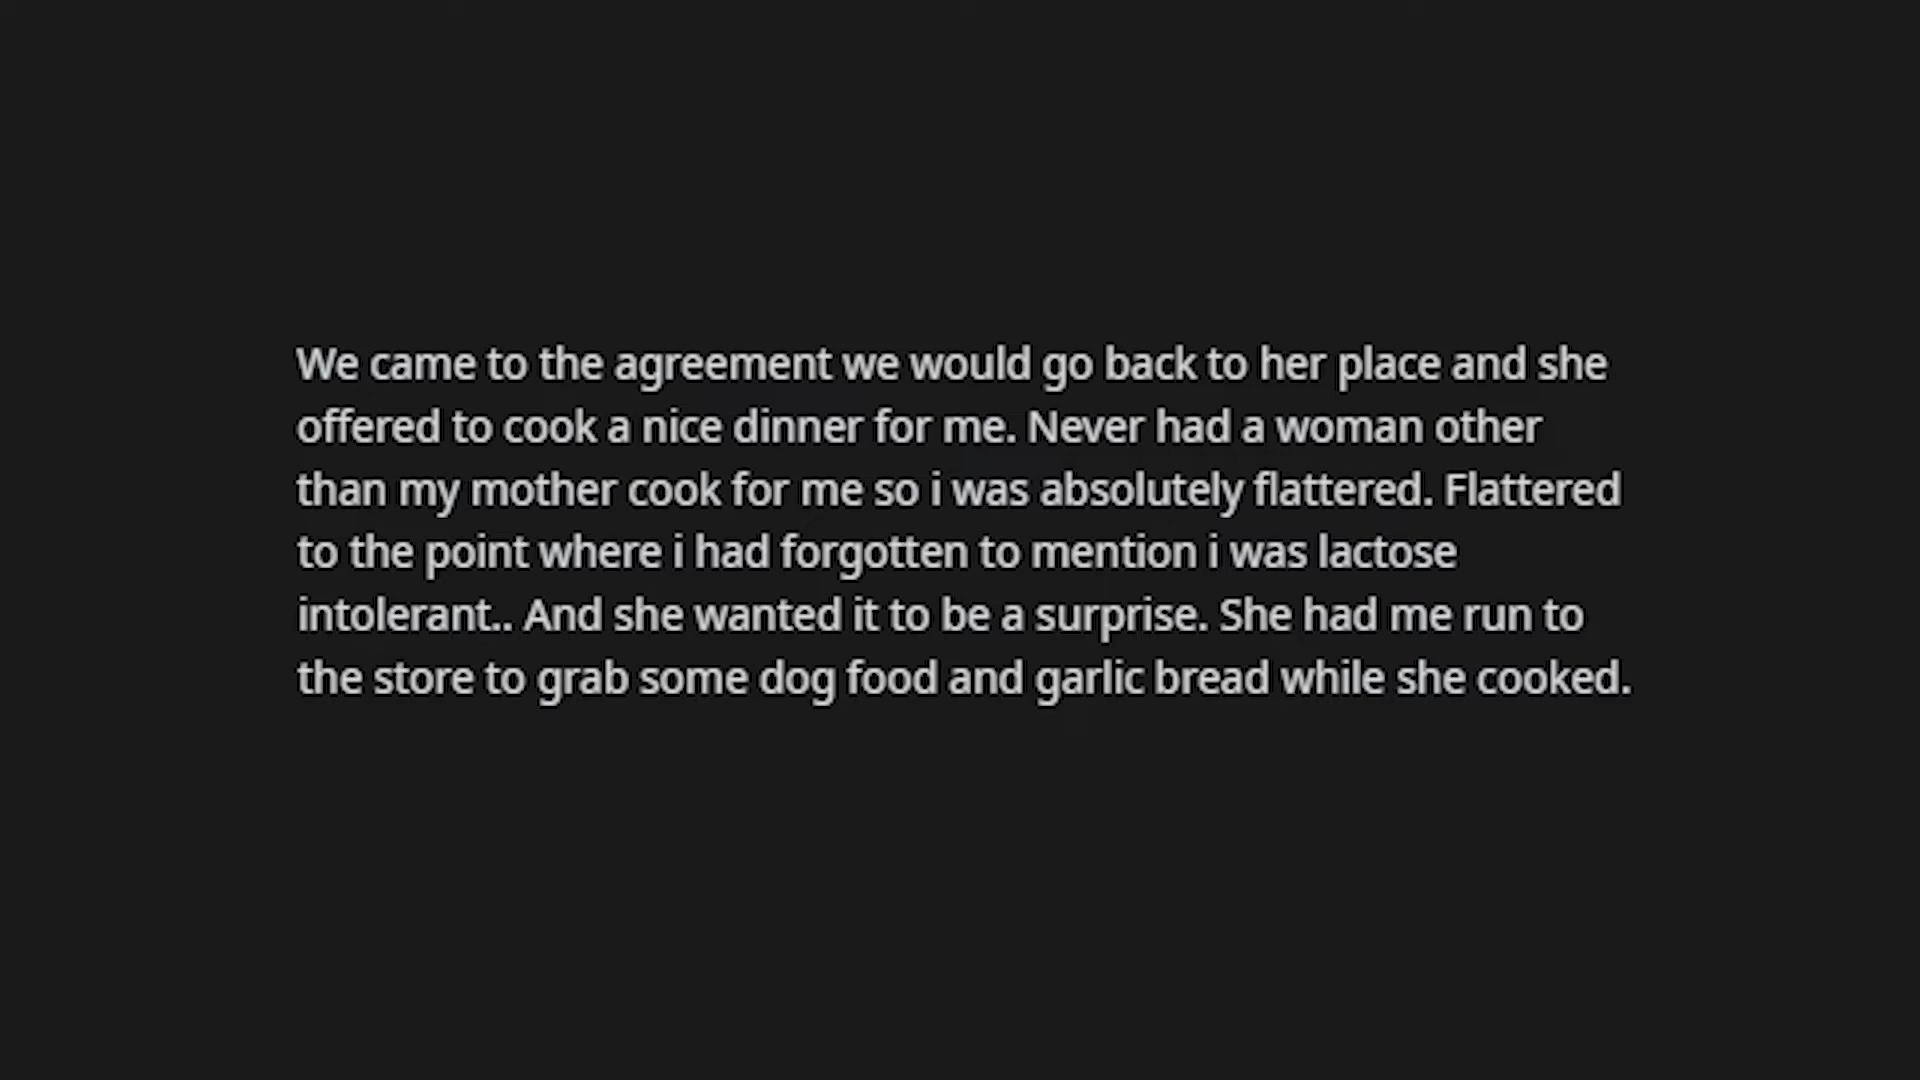 We came to the agreement we would go back to her place and she
offered to cook a nice dinner for me. Never had a woman other
than my mother cook for me so i was absolutely flattered. Flattered
to the point where i had forgotten to mention i was lactose
intolerant.. And she wanted it to be a surprise. She had me run to
the store to grab some dog food and garlic bread while she cooked.